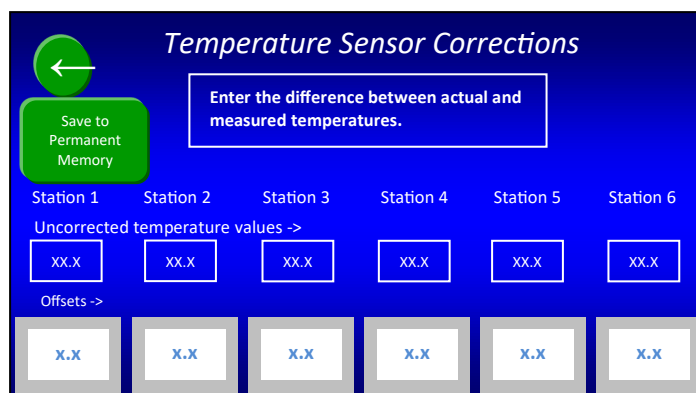 Temperature Sensor Corrections
Enter the difference between actual and
measured temperatures.
Save to
Permanent
Memory
Station 1 Station 2 Station 3 Station 4 Station 5 Station 6
Uncorrected temperature values ->
XX.X XX.X XX.X XX.X XX.X XX.X
Offsets ->
x.x x.x x.x x.x x.x x.x